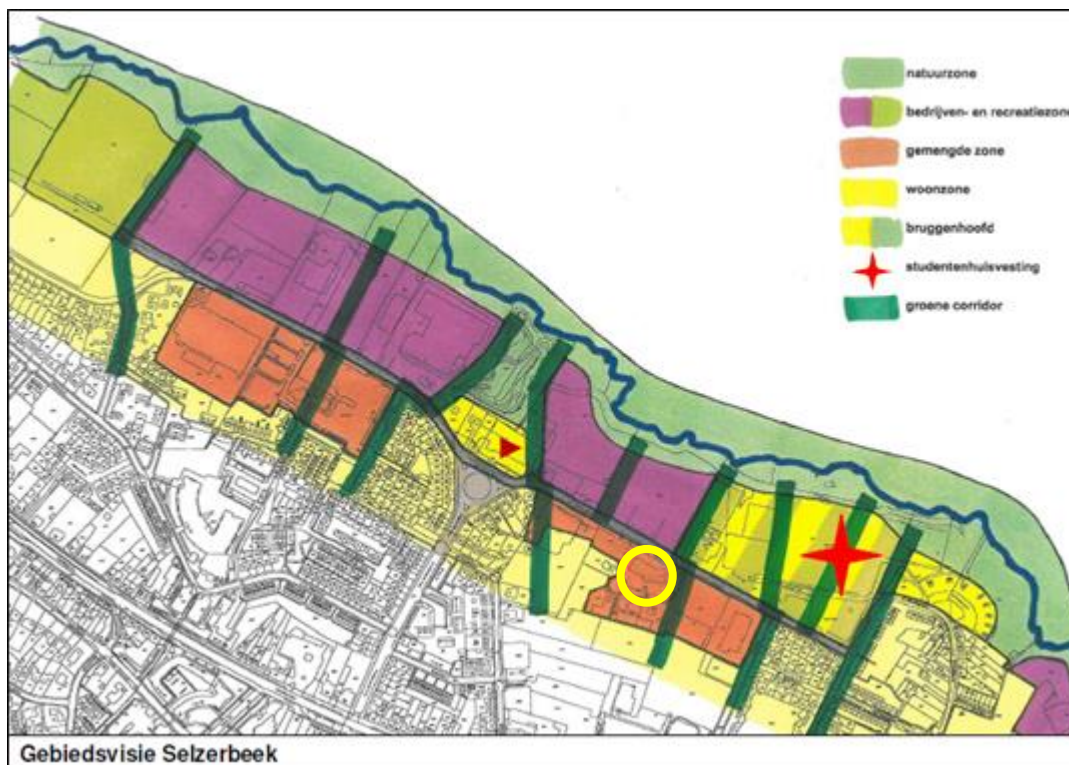 natuurzone
bedrijven- en recreatiezone
gemengde zone
woonzone
bruggenhoofd
studentenhuisvesting
groene corridor
Gebiedsvisie Selzerbeek